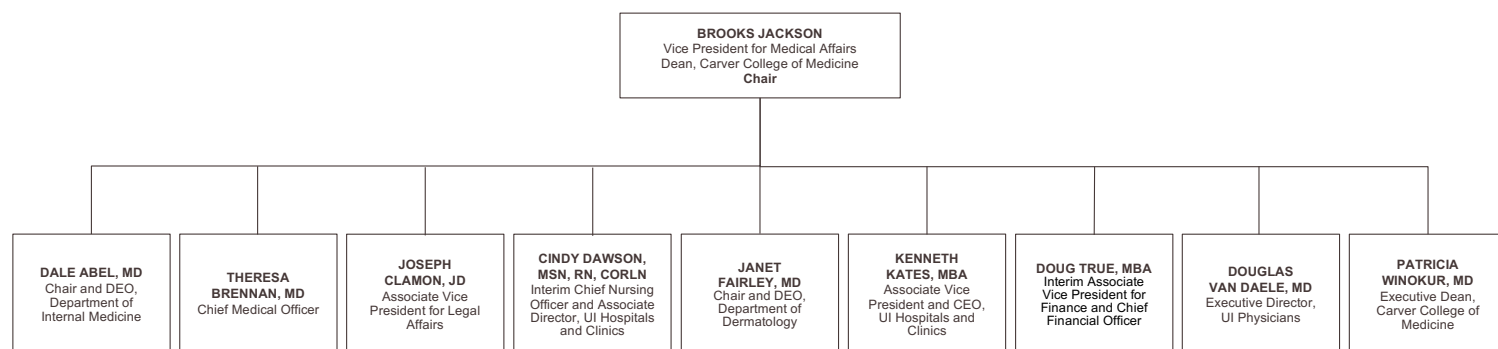 BROOKS JACKSON
Vice President for Medical Affairs
Dean, Carver College of Medicine
Chair
DALE ABEL, MD
Chair and DEO,
Department of
Internal Medicine
THERESA
BRENNAN, MD
Chief Medical Officer
JOSEPH
CLAMON, JD
Associate Vice
President for Legal
Affairs
CINDY DAWSON,
MSN, RN, CORLN
Interim Chief Nursing
Officer and Associate
Director, UI Hospitals
and Clinics
JANET
FAIRLEY, MD
Chair and DEO,
Department of
Dermatology
KENNETH
KATES, MBA
Associate Vice
President and CEO,
UI Hospitals and
Clinics
DOUG TRUE, MBA
Interim Associate
Vice President for
Finance and Chief
Financial Officer
DOUGLAS
VAN DAELE, MD
Executive Director,
UI Physicians
PATRICIA
WINOKUR, MD
Executive Dean,
Carver College of
Medicine